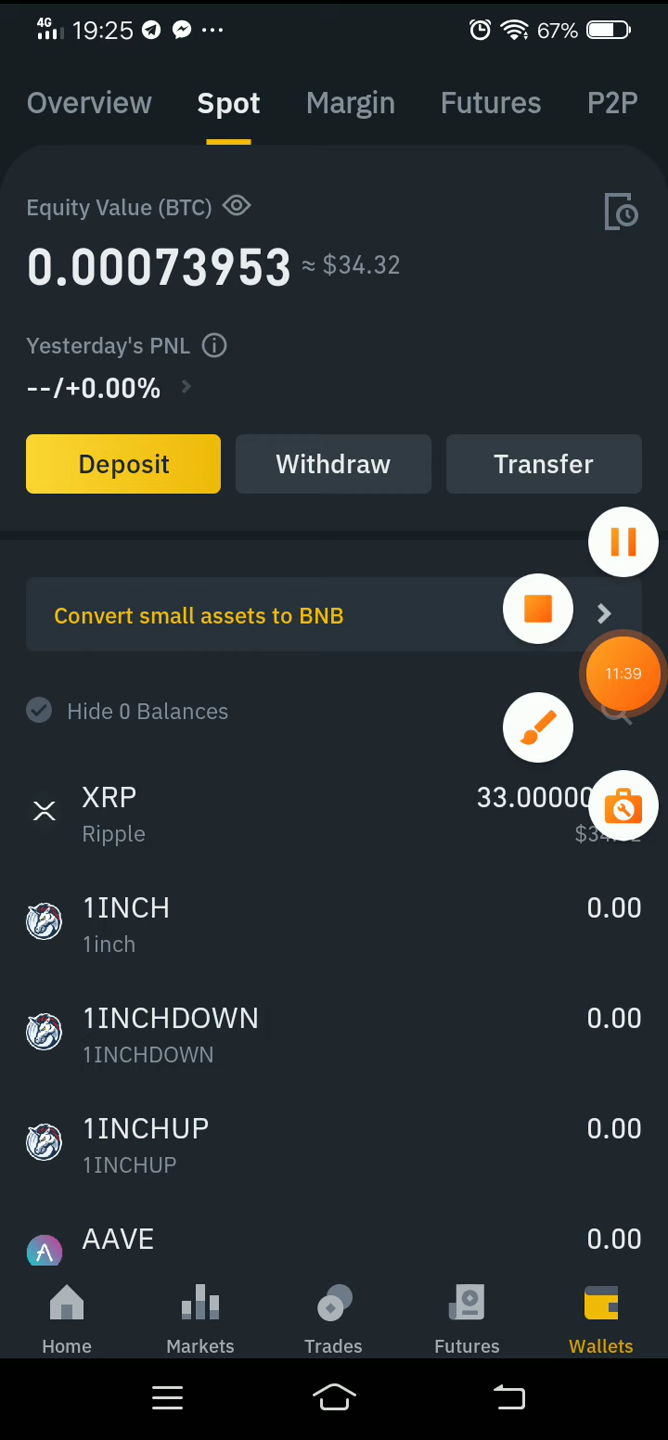 4G 19:25 67%
Overview Spot Margin Futures P2P
Equity Value (BTC)
0.00073953 ≈ $34.32
Yesterday's PNL
--/+0.00%
Deposit Withdraw Transfer
Convert small assets to BNB
11:39
Hide 0 Balances
XRP 33.00000
Ripple
1INCH 0.00
1inch
1INCHDOWN 0.00
1INCHDOWN
1INCHUP 0.00
1INCHUP
AAVE 0.00
Home Markets Trades Futures Wallets